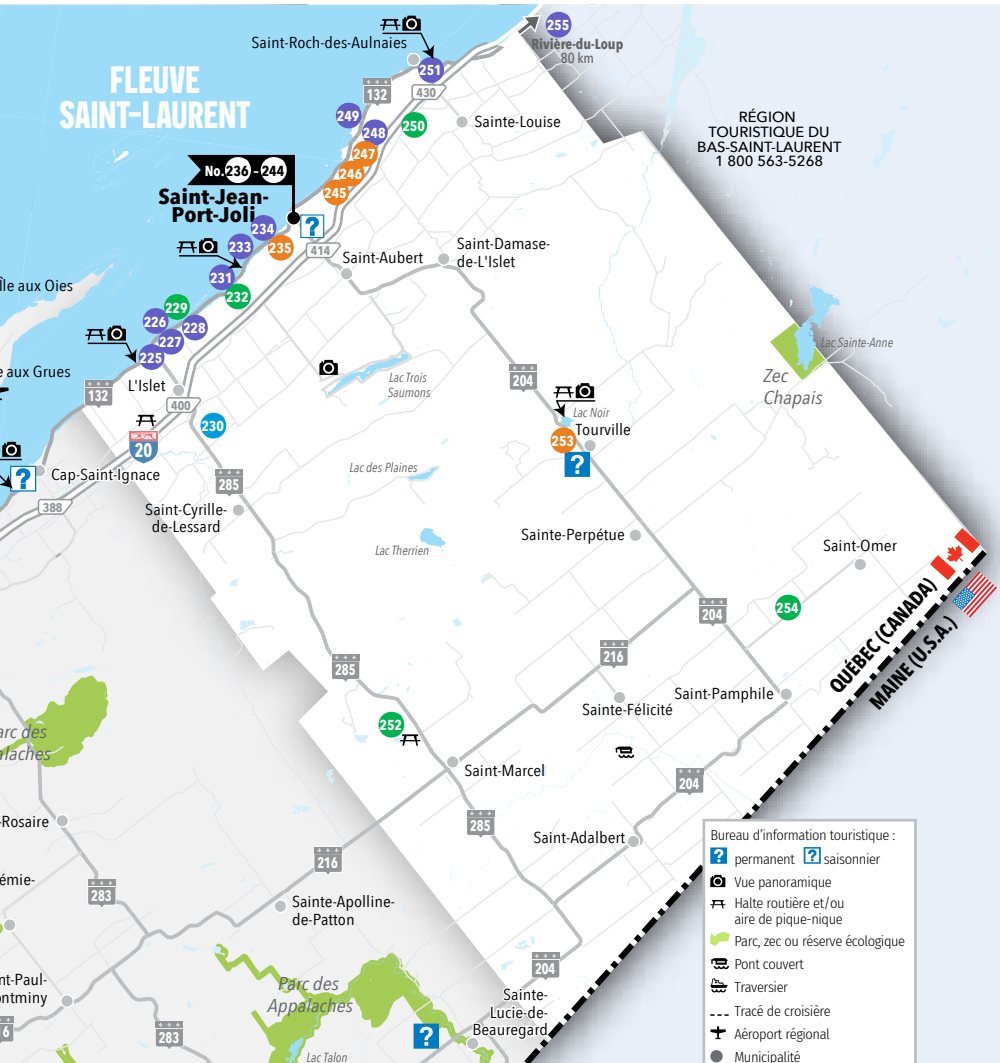 255
Rivière-du-Loup
80 km
Saint-Roch-des-Aulnaies
251
FLEUVE
SAINT-LAURENT
132
430
249
248
250
Sainte-Louise
RÉGION
TOURISTIQUE DU
BAS-SAINT-LAURENT
1 800 563-5268
247
246
245
No. 236 - 244
Saint-Jean-
Port-Joli
?
234
233
235
414
Saint-Aubert
Saint-Damase-
de-L'Islet
231
232
Île aux Oies
229
226
228
227
225
aux Grues
L'Islet
132
400
230
20
Lac Trois
Saumons
204
Lac Sainte-Anne
Zec
Chapais
Lac Noir
Tourville
253
?
?
Cap-Saint-Ignace
388
285
Saint-Cyrille-
de-Lessard
Lac des Plaines
Lac Therrien
Sainte-Perpétue
Saint-Omer
254
204
QUÉBEC (CANADA)
MAINE (U.S.A.)
216
285
Saint-Pamphile
Sainte-Félicité
252
Saint-Marcel
204
285
Saint-Adalbert
216
Parc des
Appalaches
-Rosaire
émie-
283
Sainte-Apolline-
de-Patton
204
Sainte-
Lucie-de-
Beauregard
Parc des
Appalaches
?
Lac Talon
nt-Paul-
ontminy
6
283
Bureau d'information touristique :
? permanent ? saisonnier
Vue panoramique
Halte routière et/ou
aire de pique-nique
Parc, zec ou réserve écologique
Pont couvert
Traversier
Tracé de croisière
Aéroport régional
Municipalité